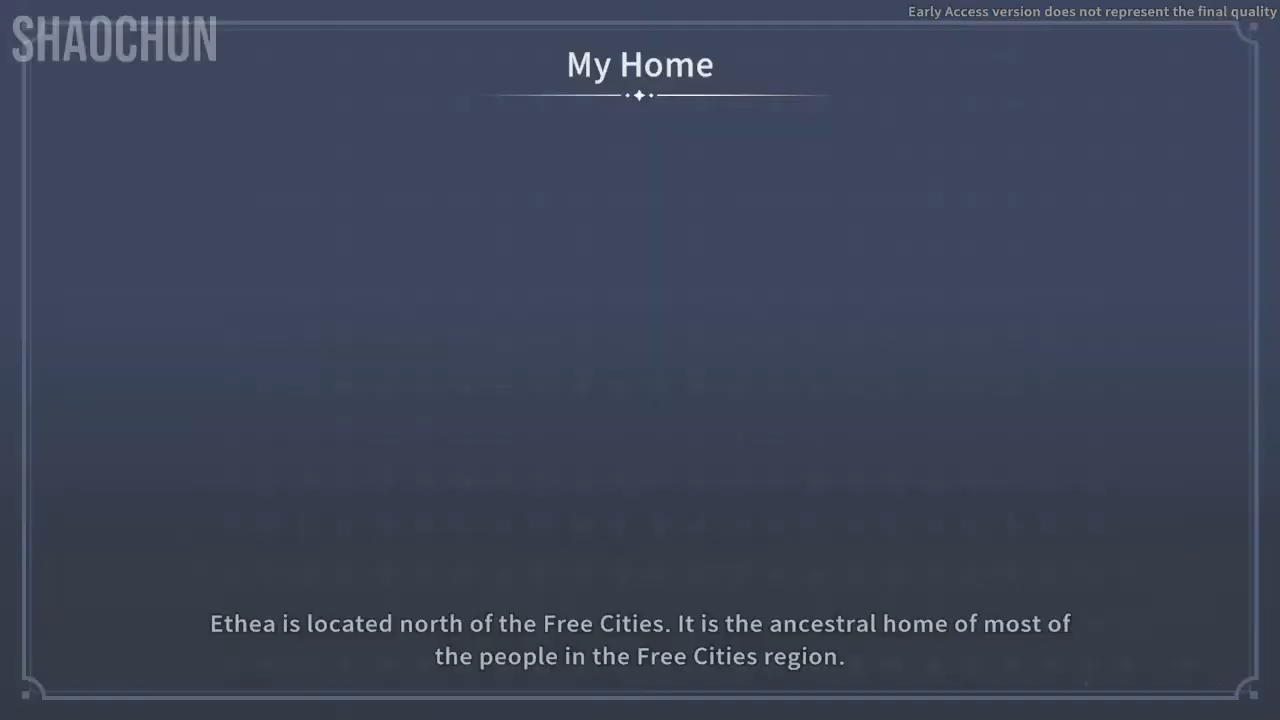 Early Access version does not represent the final quality
SHAOCHUN
My Home
Ethea is located north of the Free Cities. It is the ancestral home of most of
the people in the Free Cities region.